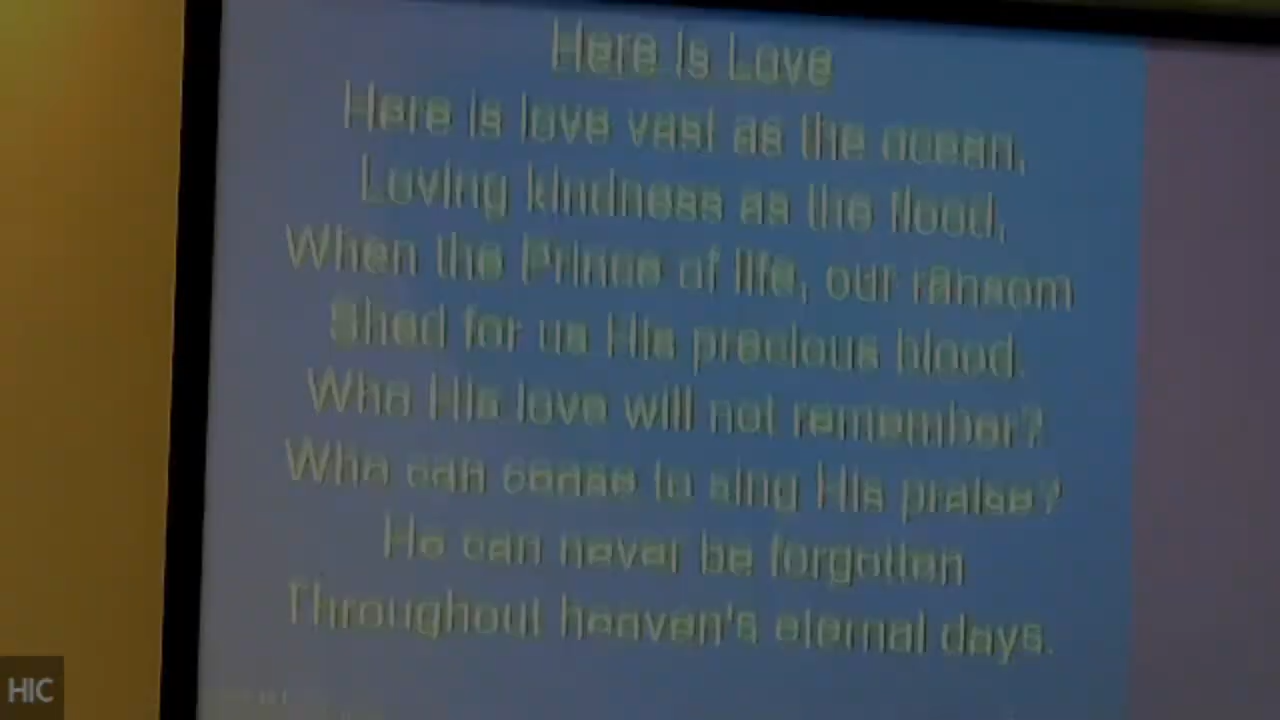 Here Is Love
Here is love vast as the ocean,
Loving kindness as the flood,
When the Prince of life, our ransom
Shed for us His precious blood.
Who His love will not remember?
Who can cease to sing His praise?
He can never be forgotten
Throughout heaven's eternal days.
HIC